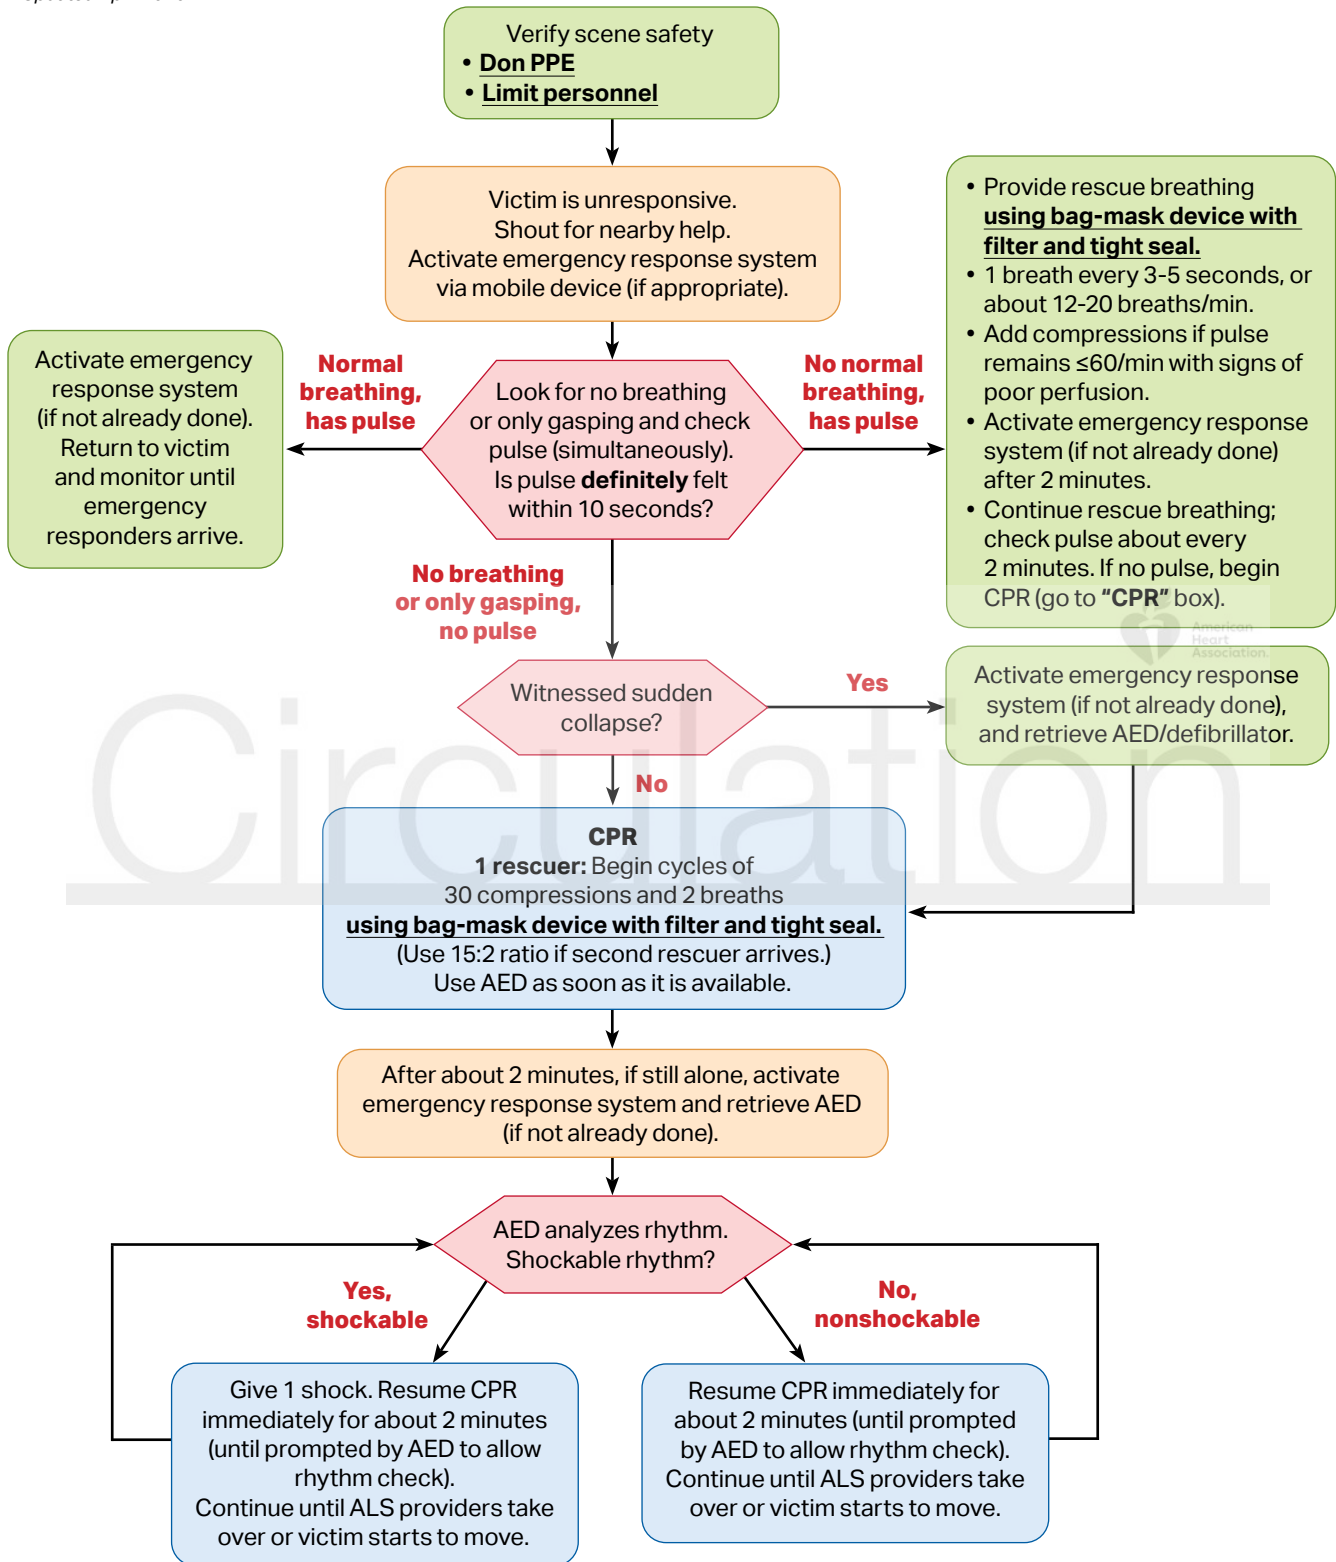 Verify scene safety
• Don PPE
• Limit personnel
Victim is unresponsive.
Shout for nearby help.
Activate emergency response system
via mobile device (if appropriate).
Activate emergency
response system
(if not already done).
Return to victim
and monitor until
emergency
responders arrive.
Normal
breathing,
has pulse
Look for no breathing
or only gasping and check
pulse (simultaneously).
Is pulse definitely felt
within 10 seconds?
No normal
breathing,
has pulse
• Provide rescue breathing
using bag-mask device with
filter and tight seal.
• 1 breath every 3-5 seconds, or
about 12-20 breaths/min.
• Add compressions if pulse
remains ≤60/min with signs of
poor perfusion.
• Activate emergency response
system (if not already done)
after 2 minutes.
• Continue rescue breathing;
check pulse about every
2 minutes. If no pulse, begin
CPR (go to "CPR" box).
American
Heart
Association.
No breathing
or only gasping,
no pulse
Witnessed sudden
collapse?
Yes
Activate emergency response
system (if not already done),
and retrieve AED/defibrillator.
No
Circulation
CPR
1 rescuer: Begin cycles of
30 compressions and 2 breaths
using bag-mask device with filter and tight seal.
(Use 15:2 ratio if second rescuer arrives.)
Use AED as soon as it is available.
After about 2 minutes, if still alone, activate
emergency response system and retrieve AED
(if not already done).
AED analyzes rhythm.
Shockable rhythm?
Yes,
shockable
No,
nonshockable
Give 1 shock. Resume CPR
immediately for about 2 minutes
(until prompted by AED to allow
rhythm check).
Continue until ALS providers take
over or victim starts to move.
Resume CPR immediately for
about 2 minutes (until prompted
by AED to allow rhythm check).
Continue until ALS providers take
over or victim starts to move.